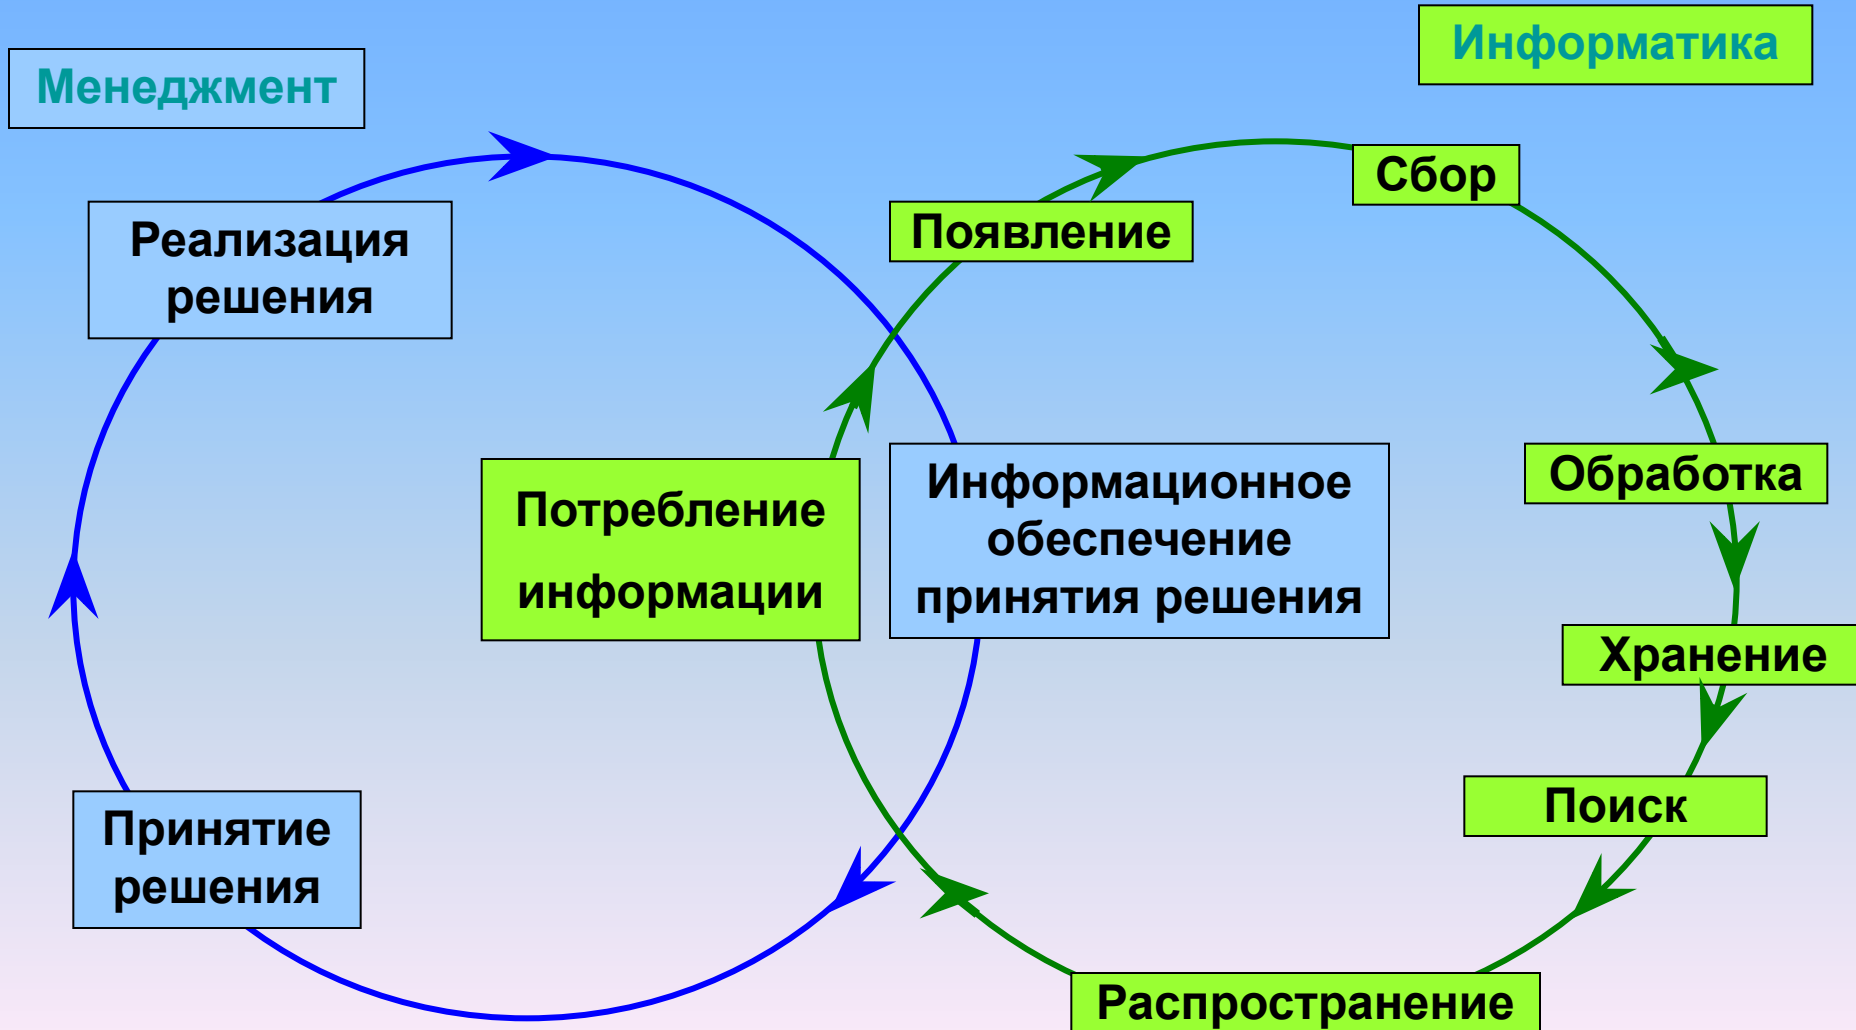 Менеджмент
Информатика
Реализация
решения
Появление
Сбор
Потребление
информации
Информационное
обеспечение
принятия решения
Обработка
Хранение
Поиск
Принятие
решения
Распространение